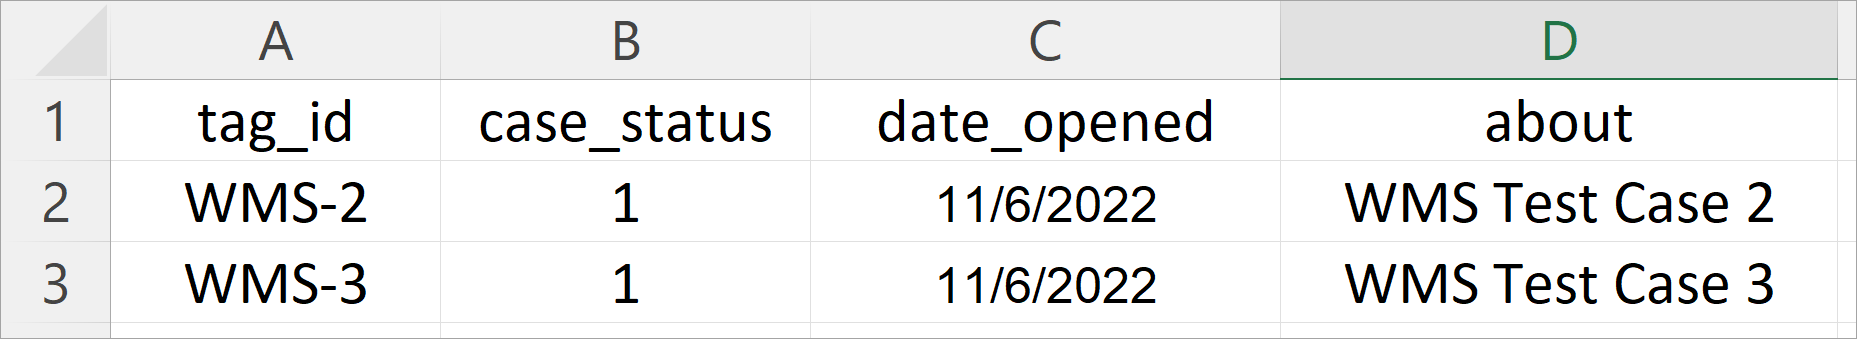 A B C D
1 tag_id case_status date_opened about
2 WMS-2 1 11/6/2022 WMS Test Case 2
3 WMS-3 1 11/6/2022 WMS Test Case 3